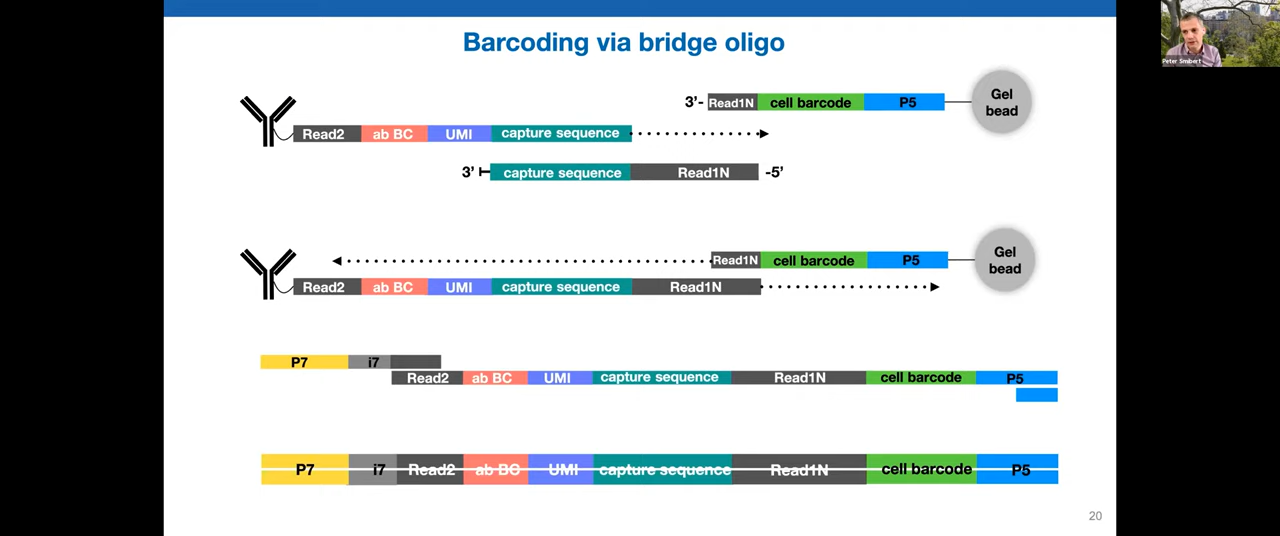 Barcoding via bridge oligo
Peter Smibert
3'- Read1N cell barcode P5 Gel bead
Read2 ab BC UMI capture sequence
3' capture sequence Read1N -5'
Read1N cell barcode P5 Gel bead
Read2 ab BC UMI capture sequence Read1N
P7 i7
Read2 ab BC UMI capture sequence Read1N cell barcode P5
P7 i7 Read2 ab BC UMI capture sequence Read1N cell barcode P5
20